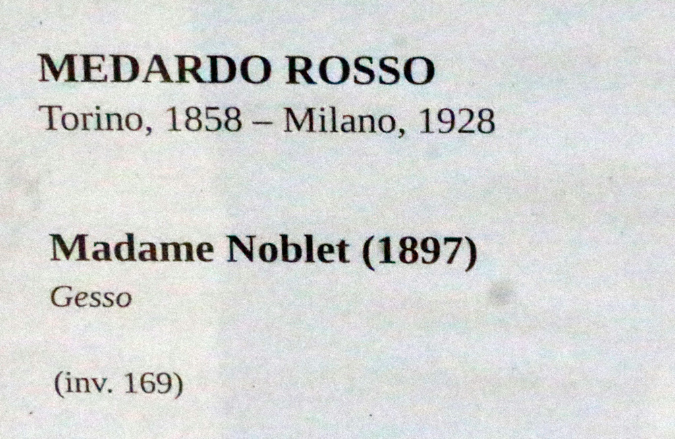 MEDARDO ROSSO
Torino, 1858 – Milano, 1928
Madame Noblet (1897)
Gesso
(inv. 169)